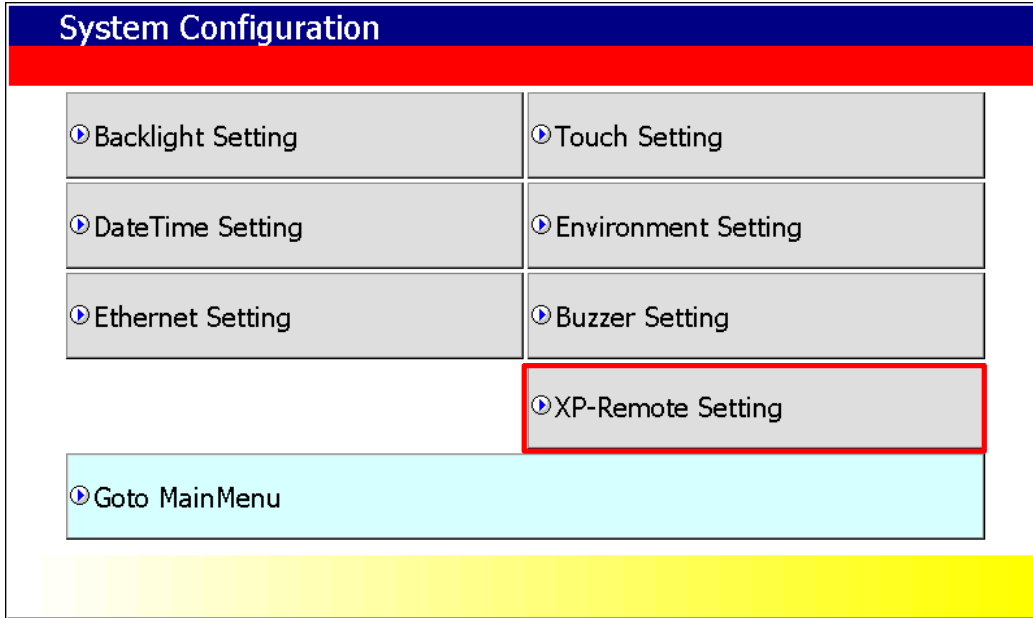 System Configuration
Backlight Setting
Touch Setting
DateTime Setting
Environment Setting
Ethernet Setting
Buzzer Setting
XP-Remote Setting
Goto MainMenu